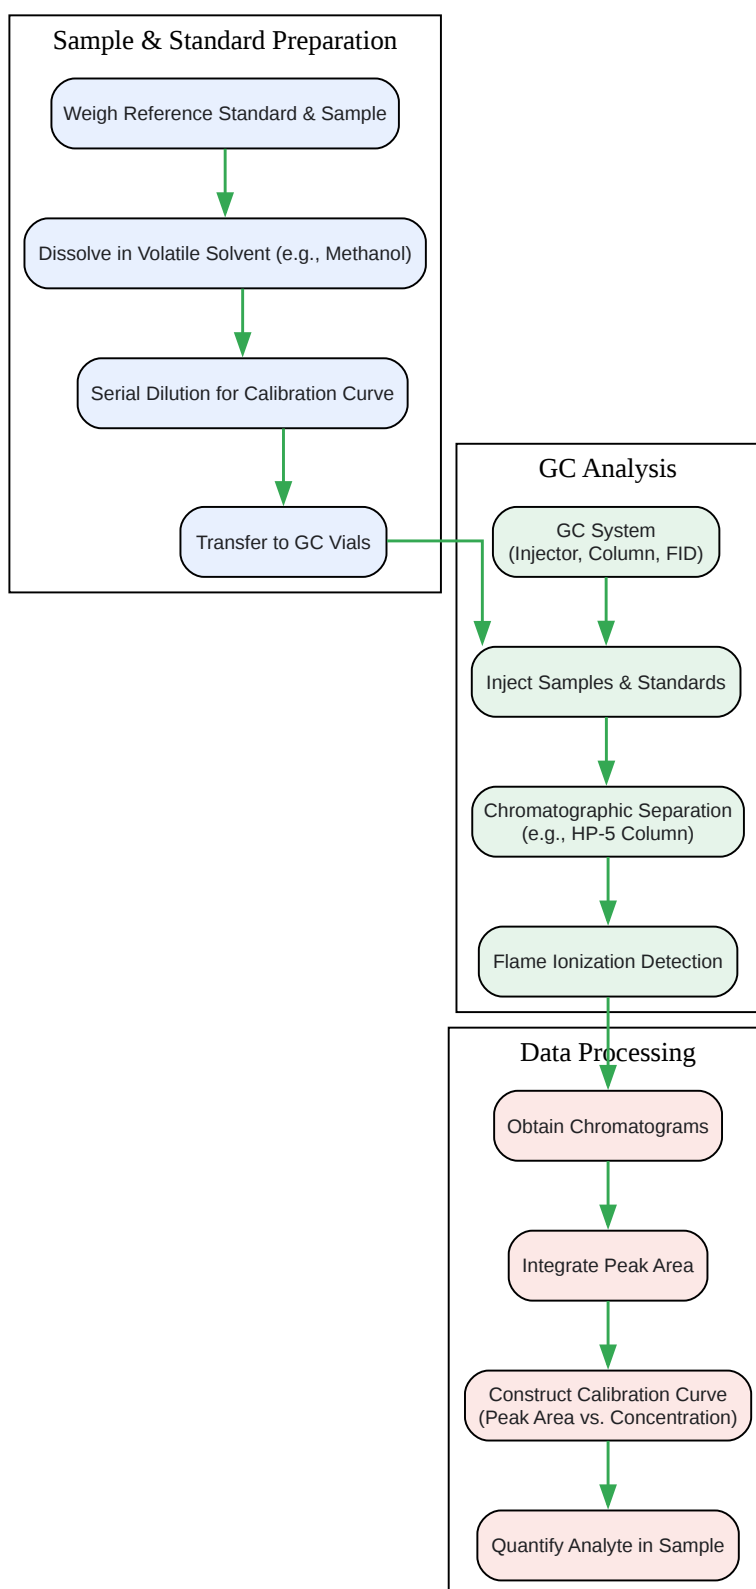 Sample & Standard Preparation
Weigh Reference Standard & Sample
Dissolve in Volatile Solvent (e.g., Methanol)
Serial Dilution for Calibration Curve
Transfer to GC Vials
GC Analysis
GC System
(Injector, Column, FID)
Inject Samples & Standards
Chromatographic Separation
(e.g., HP-5 Column)
Flame Ionization Detection
Data Processing
Obtain Chromatograms
Integrate Peak Area
Construct Calibration Curve
(Peak Area vs. Concentration)
Quantify Analyte in Sample